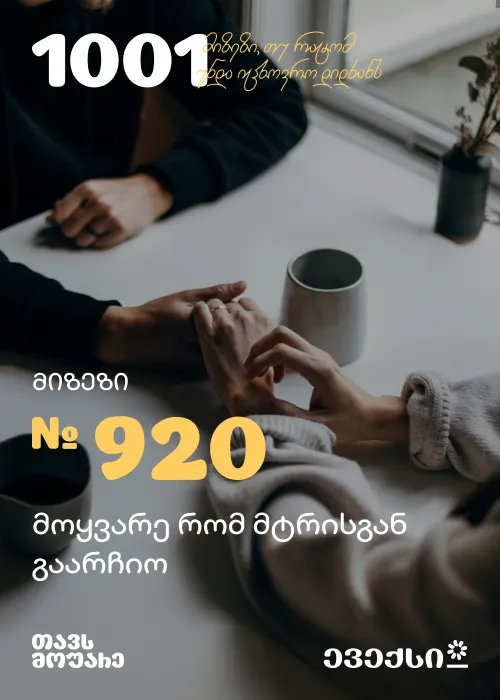 1001 მიზეზი, თუ რატომ
უნდა იცხოვრო დიდხანს
მიზეზი
№ 920
მოყვარე რომ მტრისგან
გაარჩიო
თავს
მოუარე
ევექსი